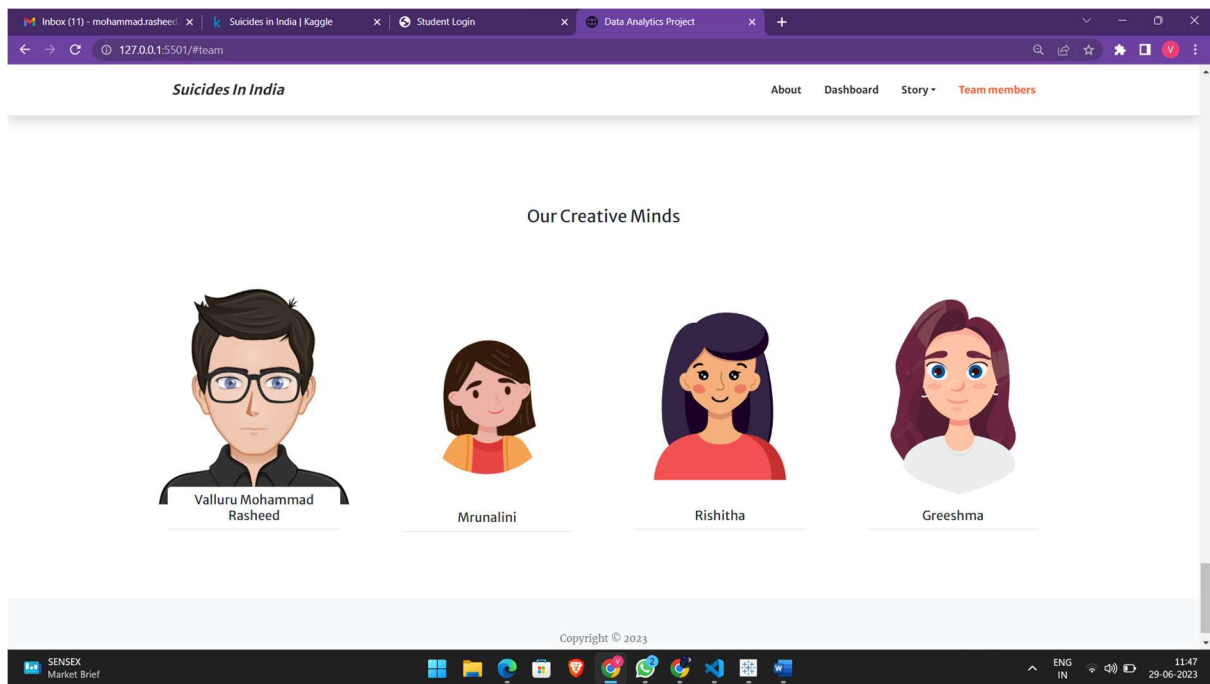 Inbox (11) - mohammad.rasheed
Suicides in India | Kaggle
Student Login
Data Analytics Project
127.0.0.1:5501/#team
V
Suicides In India
About
Dashboard
Story
Team members
Our Creative Minds
Valluru Mohammad
Rasheed
Mrunalini
Rishitha
Greeshma
Copyright © 2023
SENSEX
Market Brief
2
ENG
IN
11:47
29-06-2023